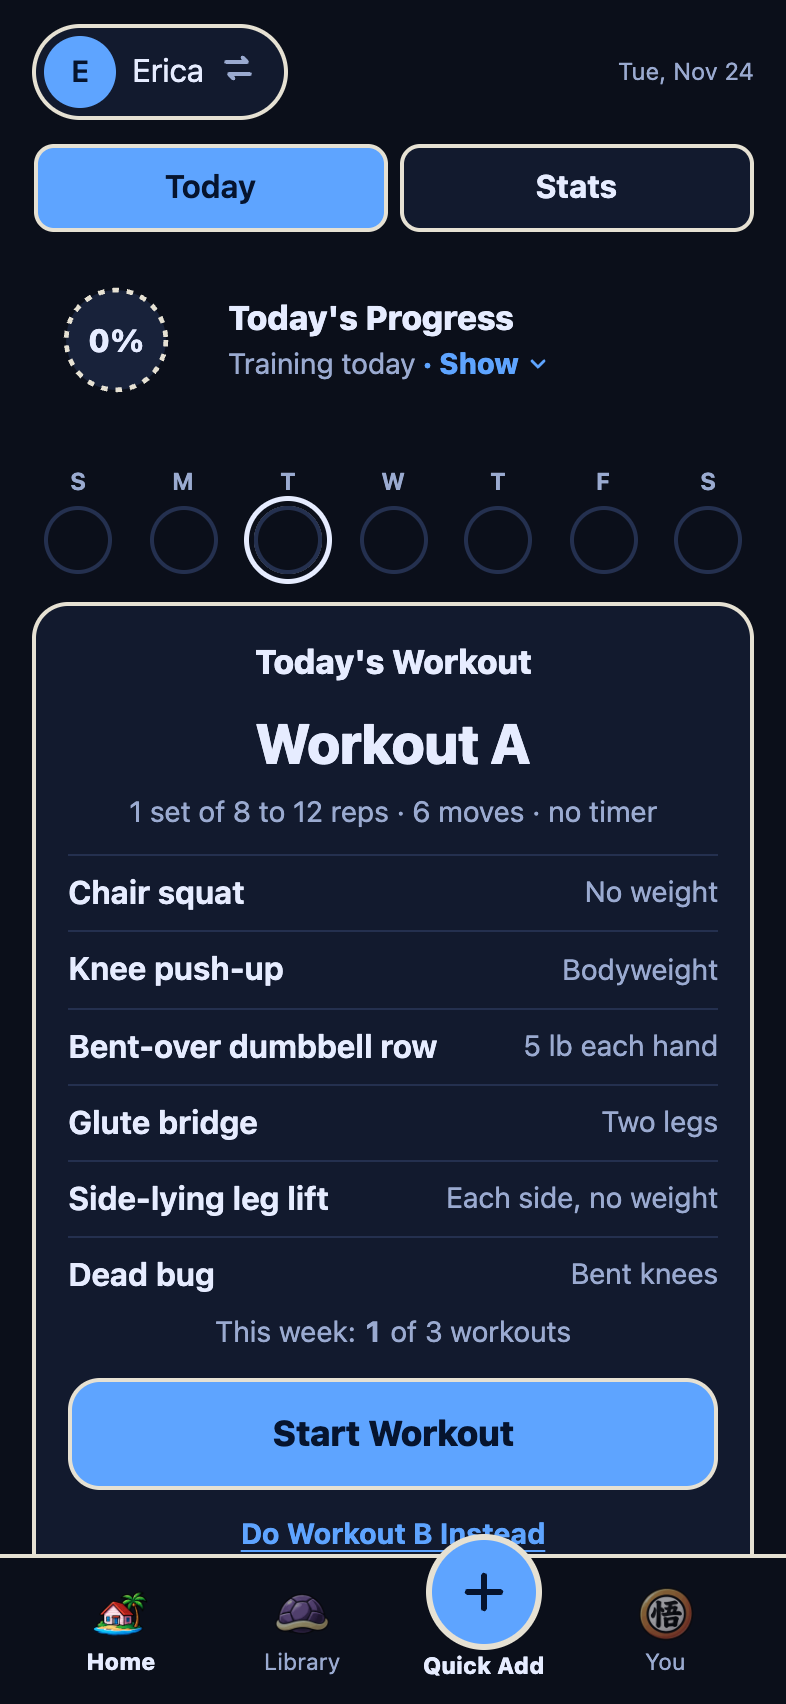 E Erica
Tue, Nov 24
Today
Stats
0%
Today's Progress
Training today · Show
S M T W T F S
Today's Workout
Workout A
1 set of 8 to 12 reps · 6 moves · no timer
Chair squat No weight
Knee push-up Bodyweight
Bent-over dumbbell row 5 lb each hand
Glute bridge Two legs
Side-lying leg lift Each side, no weight
Dead bug Bent knees
This week: 1 of 3 workouts
Start Workout
Do Workout B Instead
悟
Home Library Quick Add You